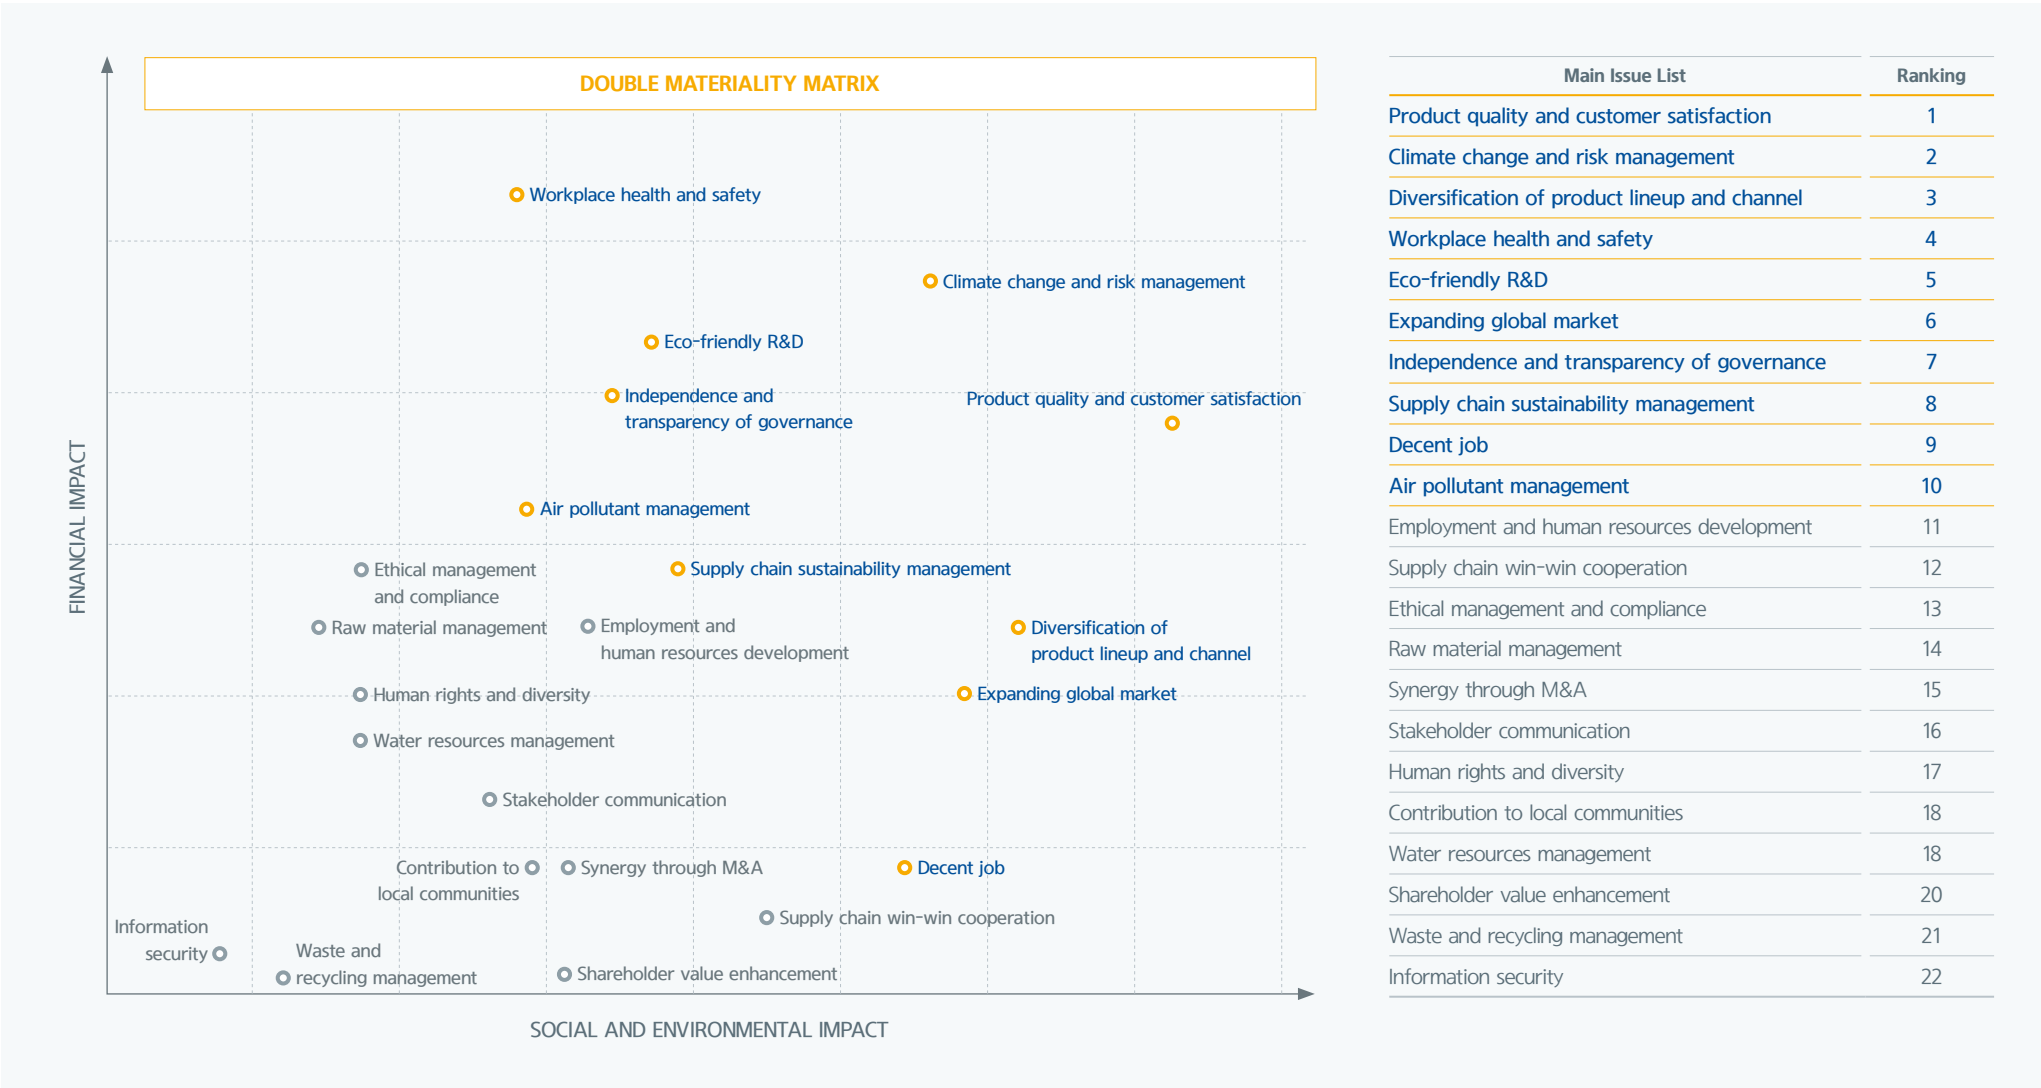 DOUBLE MATERIALITY MATRIX
Workplace health and safety
Climate change and risk management
Eco-friendly R&D
Independence and
transparency of governance
Product quality and customer satisfaction
Air pollutant management
Ethical management
and compliance
Supply chain sustainability management
Raw material management
Employment and
human resources development
Diversification of
product lineup and channel
Human rights and diversity
Expanding global market
Water resources management
Stakeholder communication
Contribution to
local communities
Synergy through M&A
Decent job
Supply chain win-win cooperation
Information
security
Waste and
recycling management
Shareholder value enhancement
FINANCIAL IMPACT
SOCIAL AND ENVIRONMENTAL IMPACT
Main Issue List Ranking
Product quality and customer satisfaction 1
Climate change and risk management 2
Diversification of product lineup and channel 3
Workplace health and safety 4
Eco-friendly R&D 5
Expanding global market 6
Independence and transparency of governance 7
Supply chain sustainability management 8
Decent job 9
Air pollutant management 10
Employment and human resources development 11
Supply chain win-win cooperation 12
Ethical management and compliance 13
Raw material management 14
Synergy through M&A 15
Stakeholder communication 16
Human rights and diversity 17
Contribution to local communities 18
Water resources management 18
Shareholder value enhancement 20
Waste and recycling management 21
Information security 22